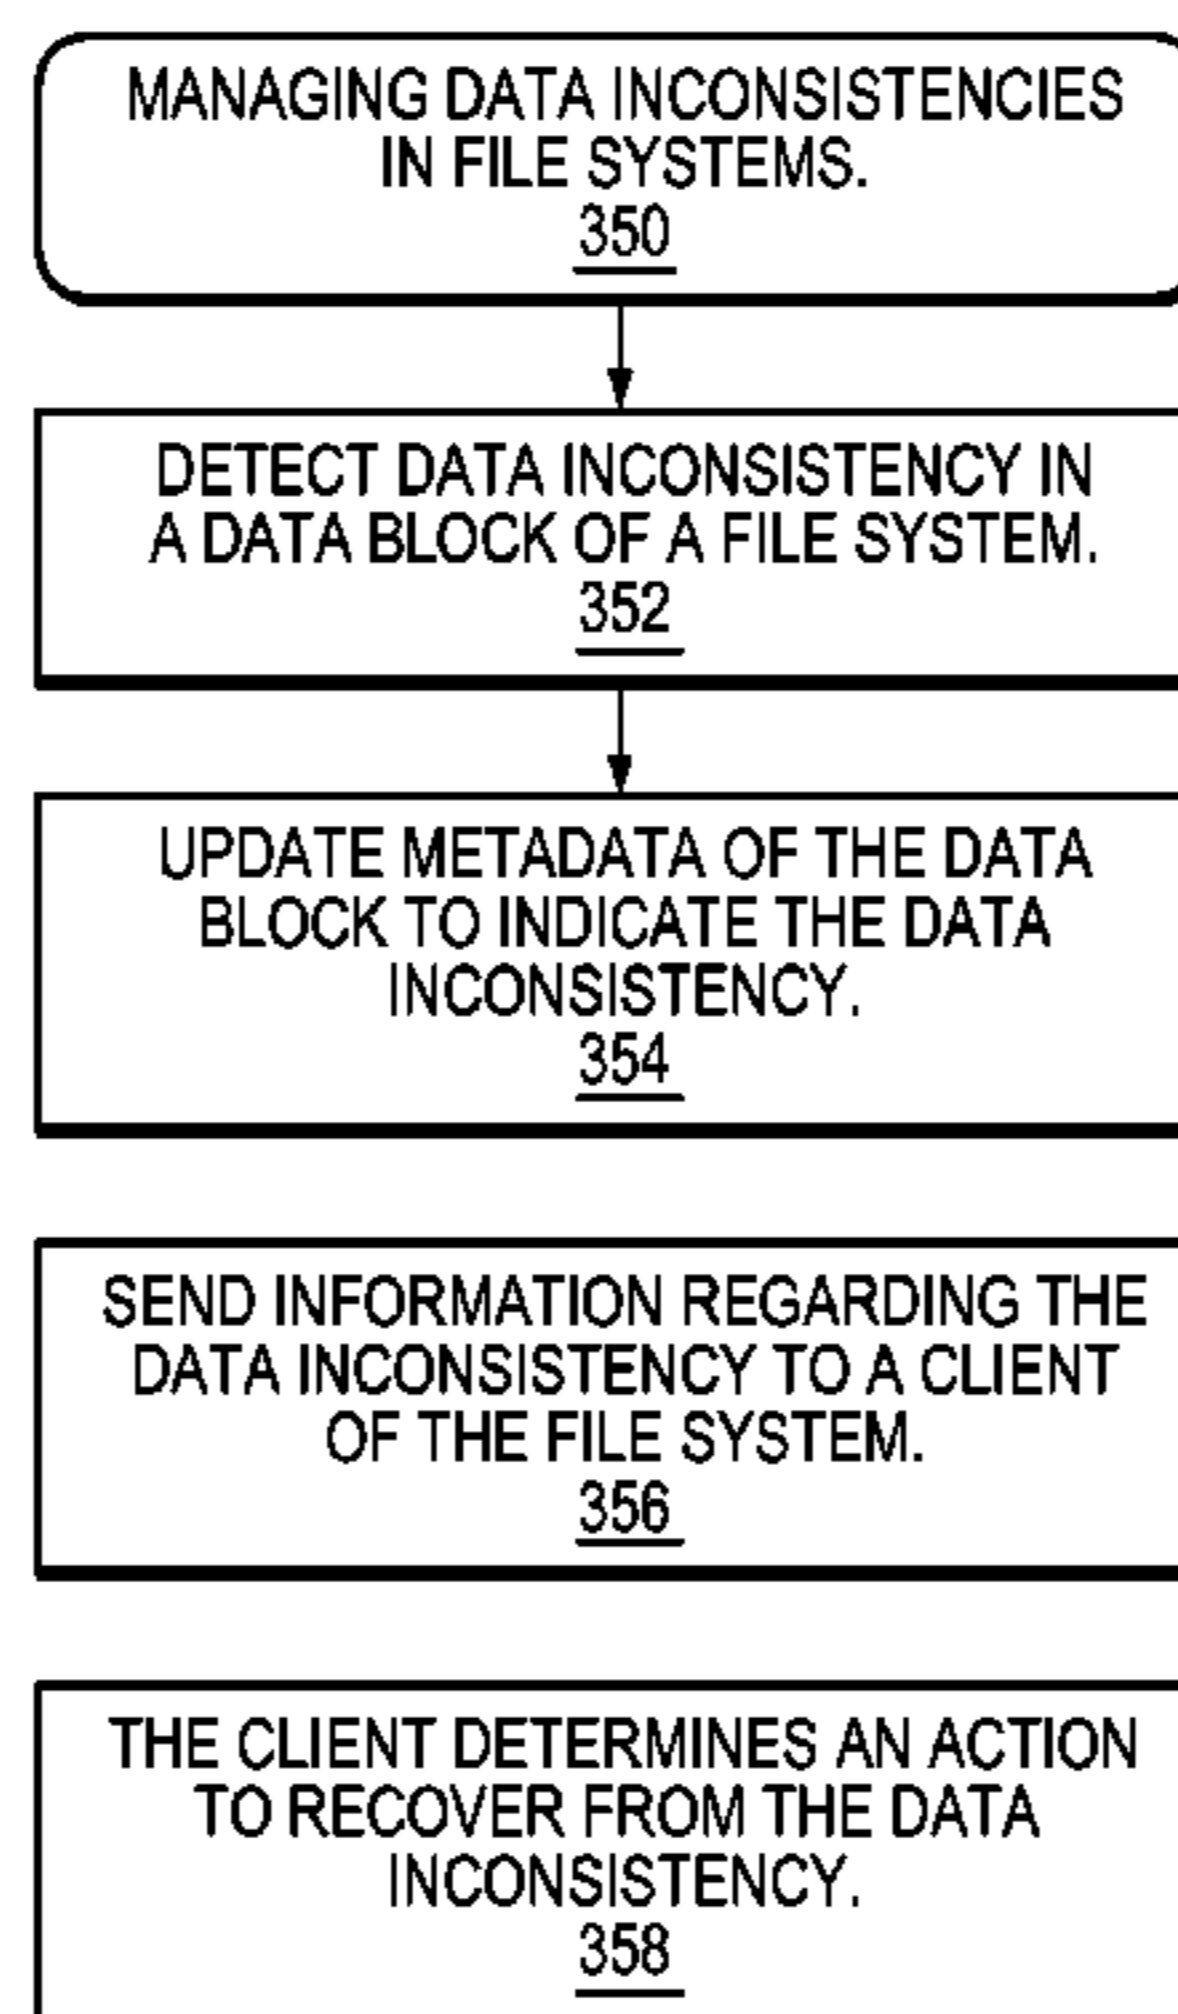 MANAGING DATA INCONSISTENCIES
IN FILE SYSTEMS.
350
DETECT DATA INCONSISTENCY IN
A DATA BLOCK OF A FILE SYSTEM.
352
UPDATE METADATA OF THE DATA
BLOCK TO INDICATE THE DATA
INCONSISTENCY.
354
SEND INFORMATION REGARDING THE
DATA INCONSISTENCY TO A CLIENT
OF THE FILE SYSTEM.
356
THE CLIENT DETERMINES AN ACTION
TO RECOVER FROM THE DATA
INCONSISTENCY.
358